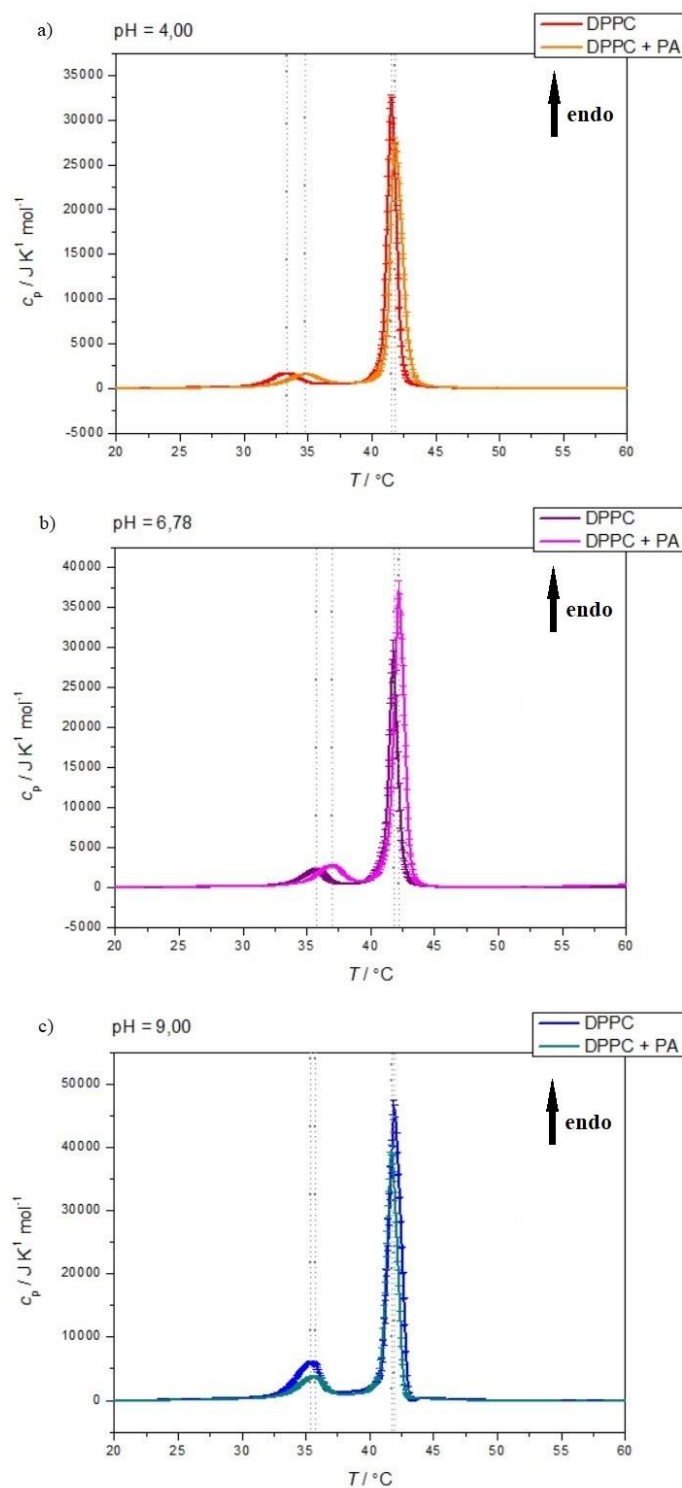 a)
pH = 4,00
DPPC
DPPC + PA
endo
35000
30000
25000
20000
15000
10000
5000
0
-5000
cp / J K-1 mol-1
20 25 30 35 40 45 50 55 60
T / °C
b)
pH = 6,78
DPPC
DPPC + PA
endo
40000
35000
30000
25000
20000
15000
10000
5000
0
-5000
cp / J K-1 mol-1
20 25 30 35 40 45 50 55 60
T / °C
c)
pH = 9,00
DPPC
DPPC + PA
endo
50000
40000
30000
20000
10000
0
cp / J K-1 mol-1
20 25 30 35 40 45 50 55 60
T / °C